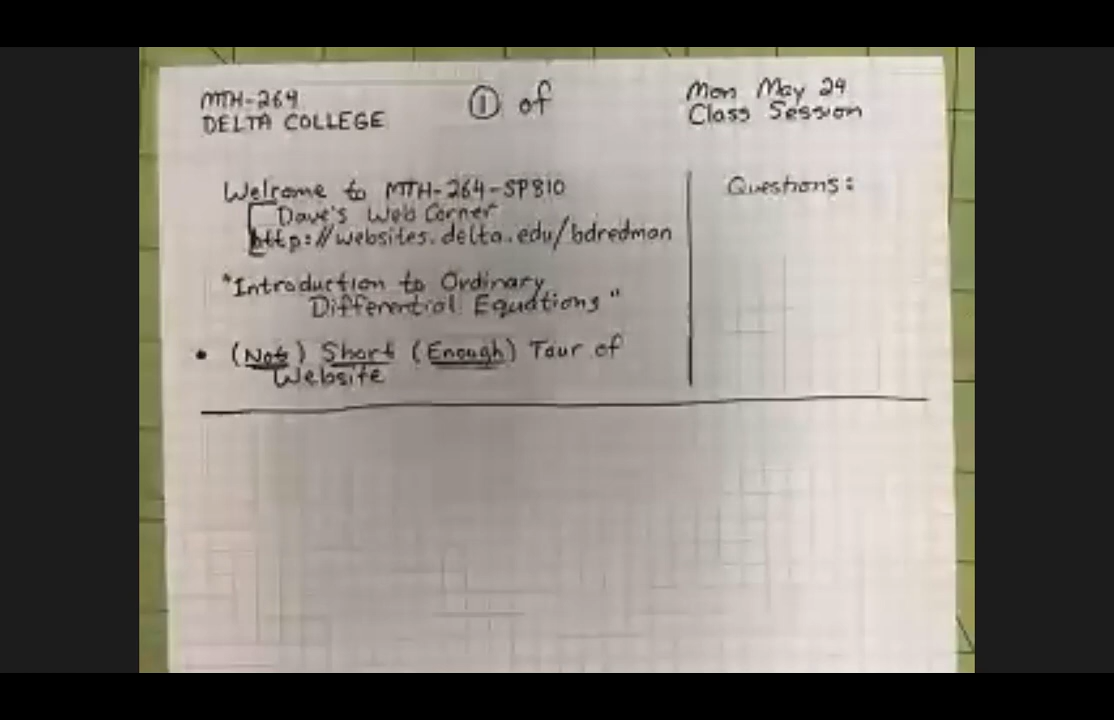 MTH-264
DELTA COLLEGE
① of
Mon May 24
Class Session
Welcome to MTH-264-SP810
Dave's Web Corner
http://websites.delta.edu/bdredman
"Introduction to Ordinary
Differential Equations"
• (Not) Short (Enough) Tour of
Website
Questions: